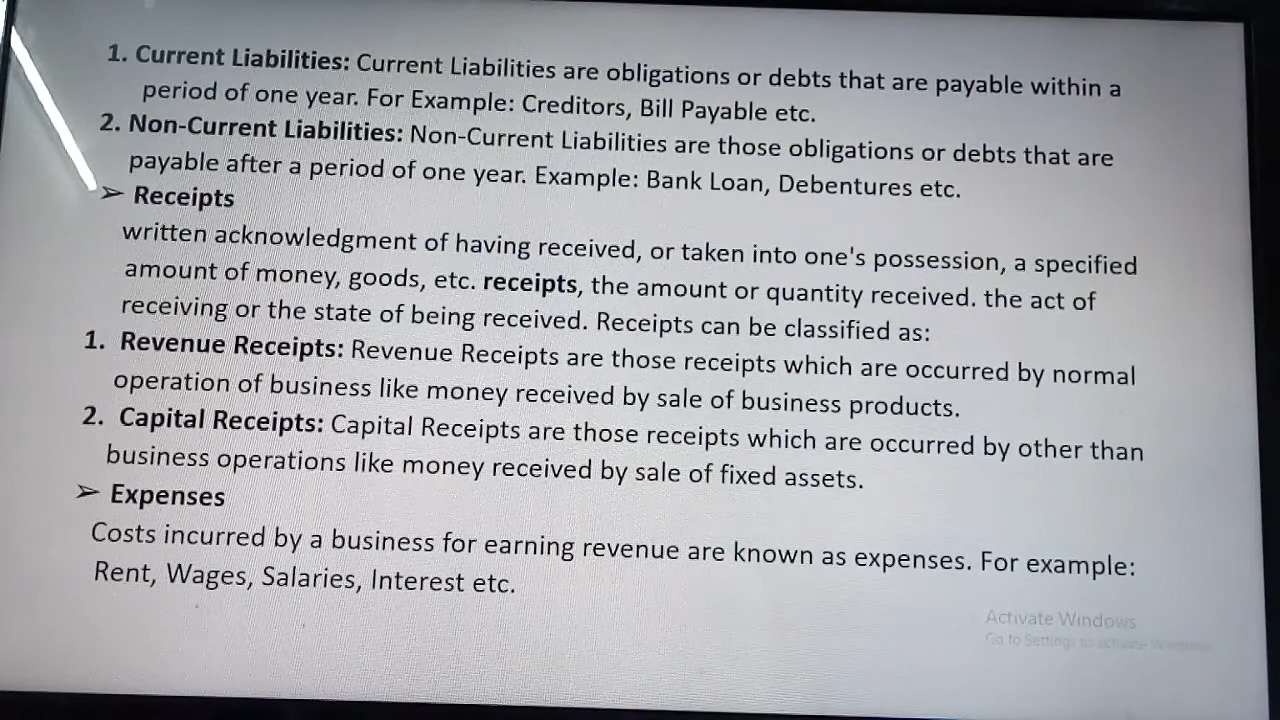 1. Current Liabilities: Current Liabilities are obligations or debts that are payable within a
period of one year. For Example: Creditors, Bill Payable etc.
2. Non-Current Liabilities: Non-Current Liabilities are those obligations or debts that are
payable after a period of one year. Example: Bank Loan, Debentures etc.
➢ Receipts
written acknowledgment of having received, or taken into one's possession, a specified
amount of money, goods, etc. receipts, the amount or quantity received. the act of
receiving or the state of being received. Receipts can be classified as:
1. Revenue Receipts: Revenue Receipts are those receipts which are occurred by normal
operation of business like money received by sale of business products.
2. Capital Receipts: Capital Receipts are those receipts which are occurred by other than
business operations like money received by sale of fixed assets.
➢ Expenses
Costs incurred by a business for earning revenue are known as expenses. For example:
Rent, Wages, Salaries, Interest etc.
Activate Windows
Go to Settings to activate Windows.